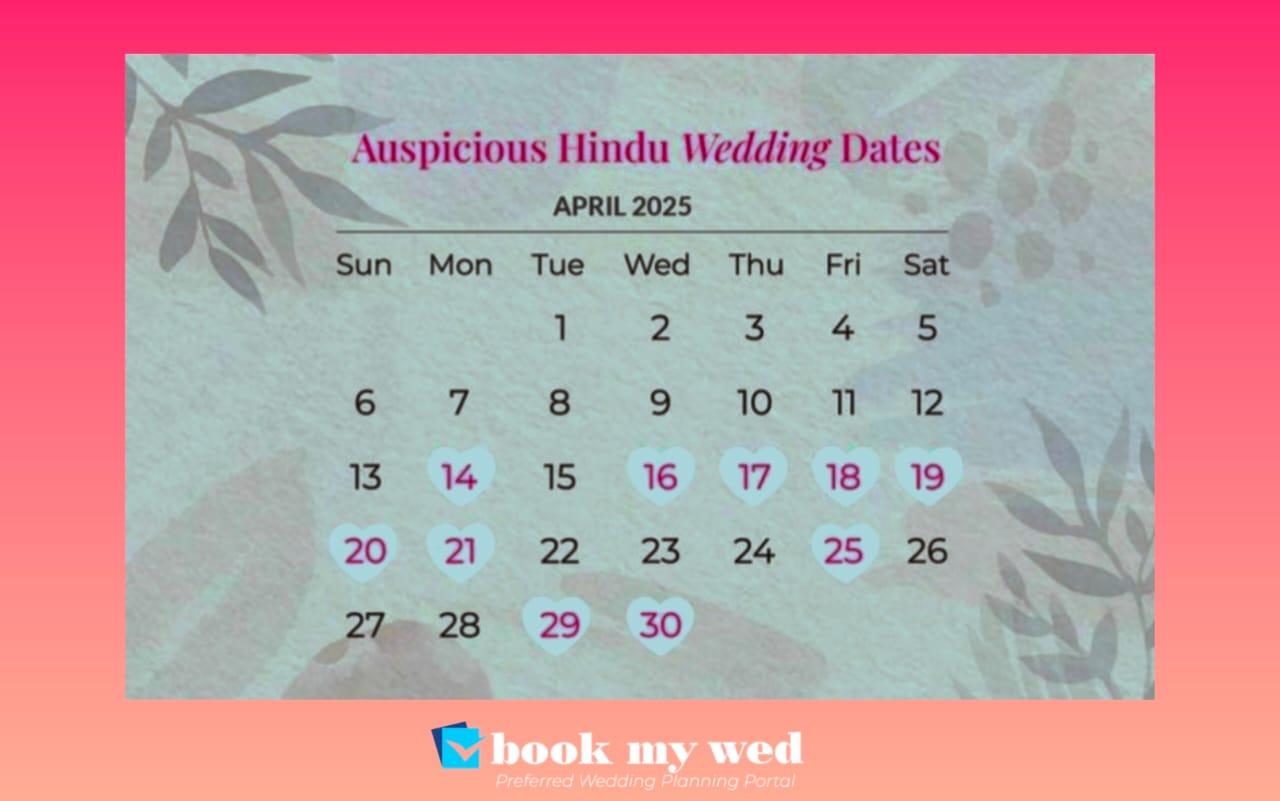 Auspicious Hindu Wedding Dates
APRIL 2025
Sun Mon Tue Wed Thu Fri Sat
1 2 3 4 5
6 7 8 9 10 11 12
13 14 15 16 17 18 19
20 21 22 23 24 25 26
27 28 29 30
book my wed
Preferred Wedding Planning Portal